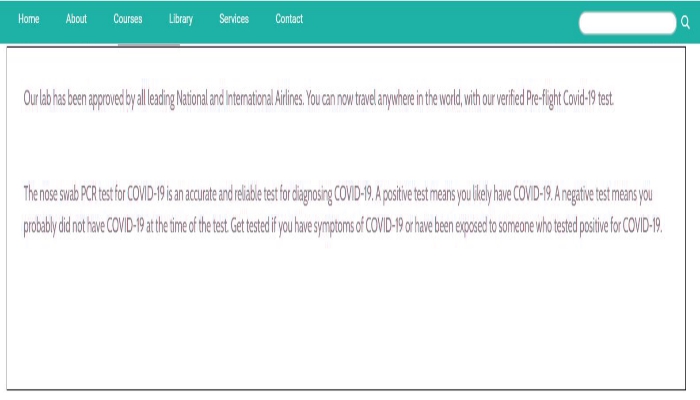 Home About Courses Library Services Contact
Our lab has been approved by all leading National and International Airlines. You can now travel anywhere in the world, with our verified Pre-flight Covid-19 test.
The nose swab PCR test for COVID-19 is an accurate and reliable test for diagnosing COVID-19. A positive test means you likely have COVID-19. A negative test means you
probably did not have COVID-19 at the time of the test. Get tested if you have symptoms of COVID-19 or have been exposed to someone who tested positive for COVID-19.